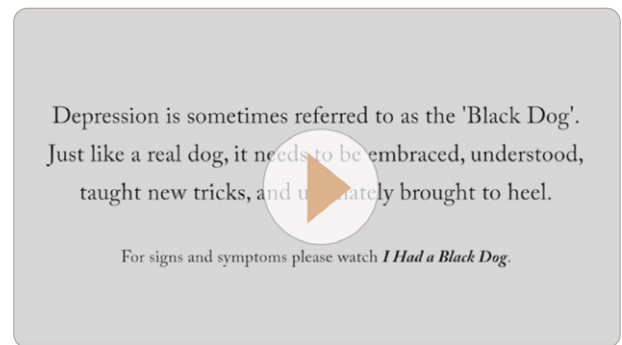 Depression is sometimes referred to as the 'Black Dog'.
Just like a real dog, it needs to be embraced, understood,
taught new tricks, and ultimately brought to heel.
For signs and symptoms please watch I Had a Black Dog.